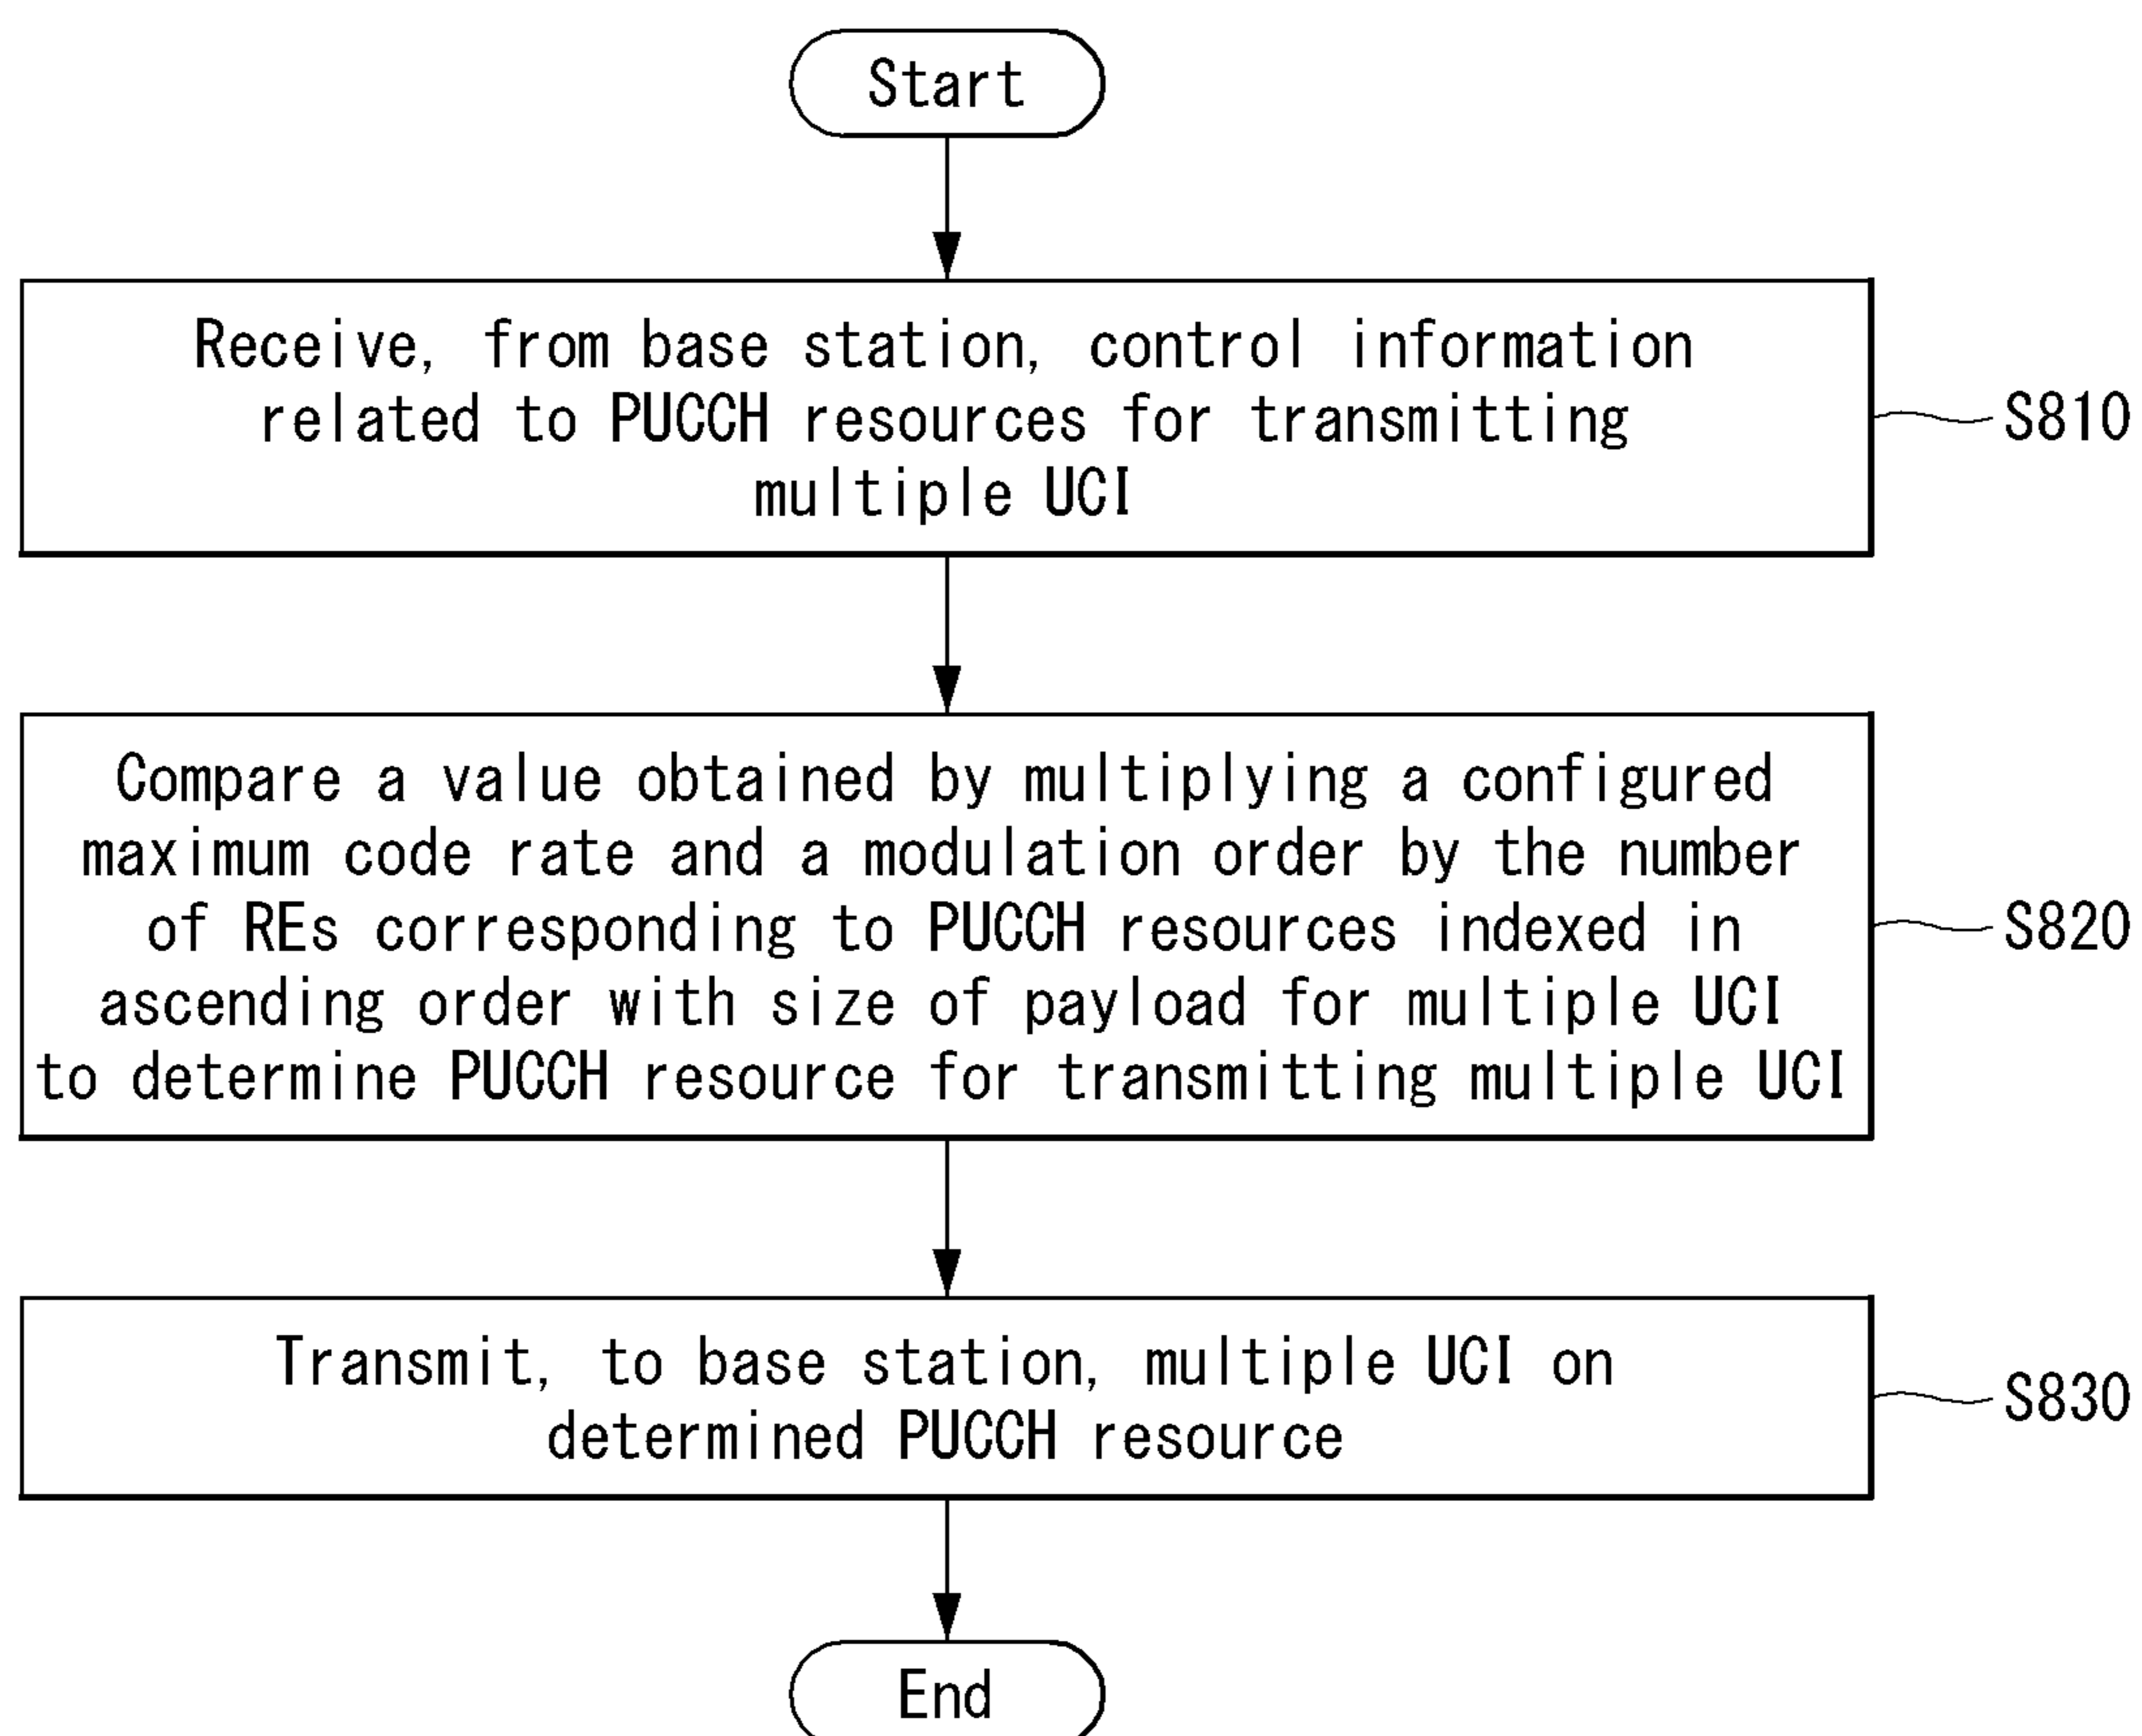 Start
Receive, from base station, control information
related to PUCCH resources for transmitting
multiple UCI
S810
Compare a value obtained by multiplying a configured
maximum code rate and a modulation order by the number
of REs corresponding to PUCCH resources indexed in
ascending order with size of payload for multiple UCI
to determine PUCCH resource for transmitting multiple UCI
S820
Transmit, to base station, multiple UCI on
determined PUCCH resource
S830
End